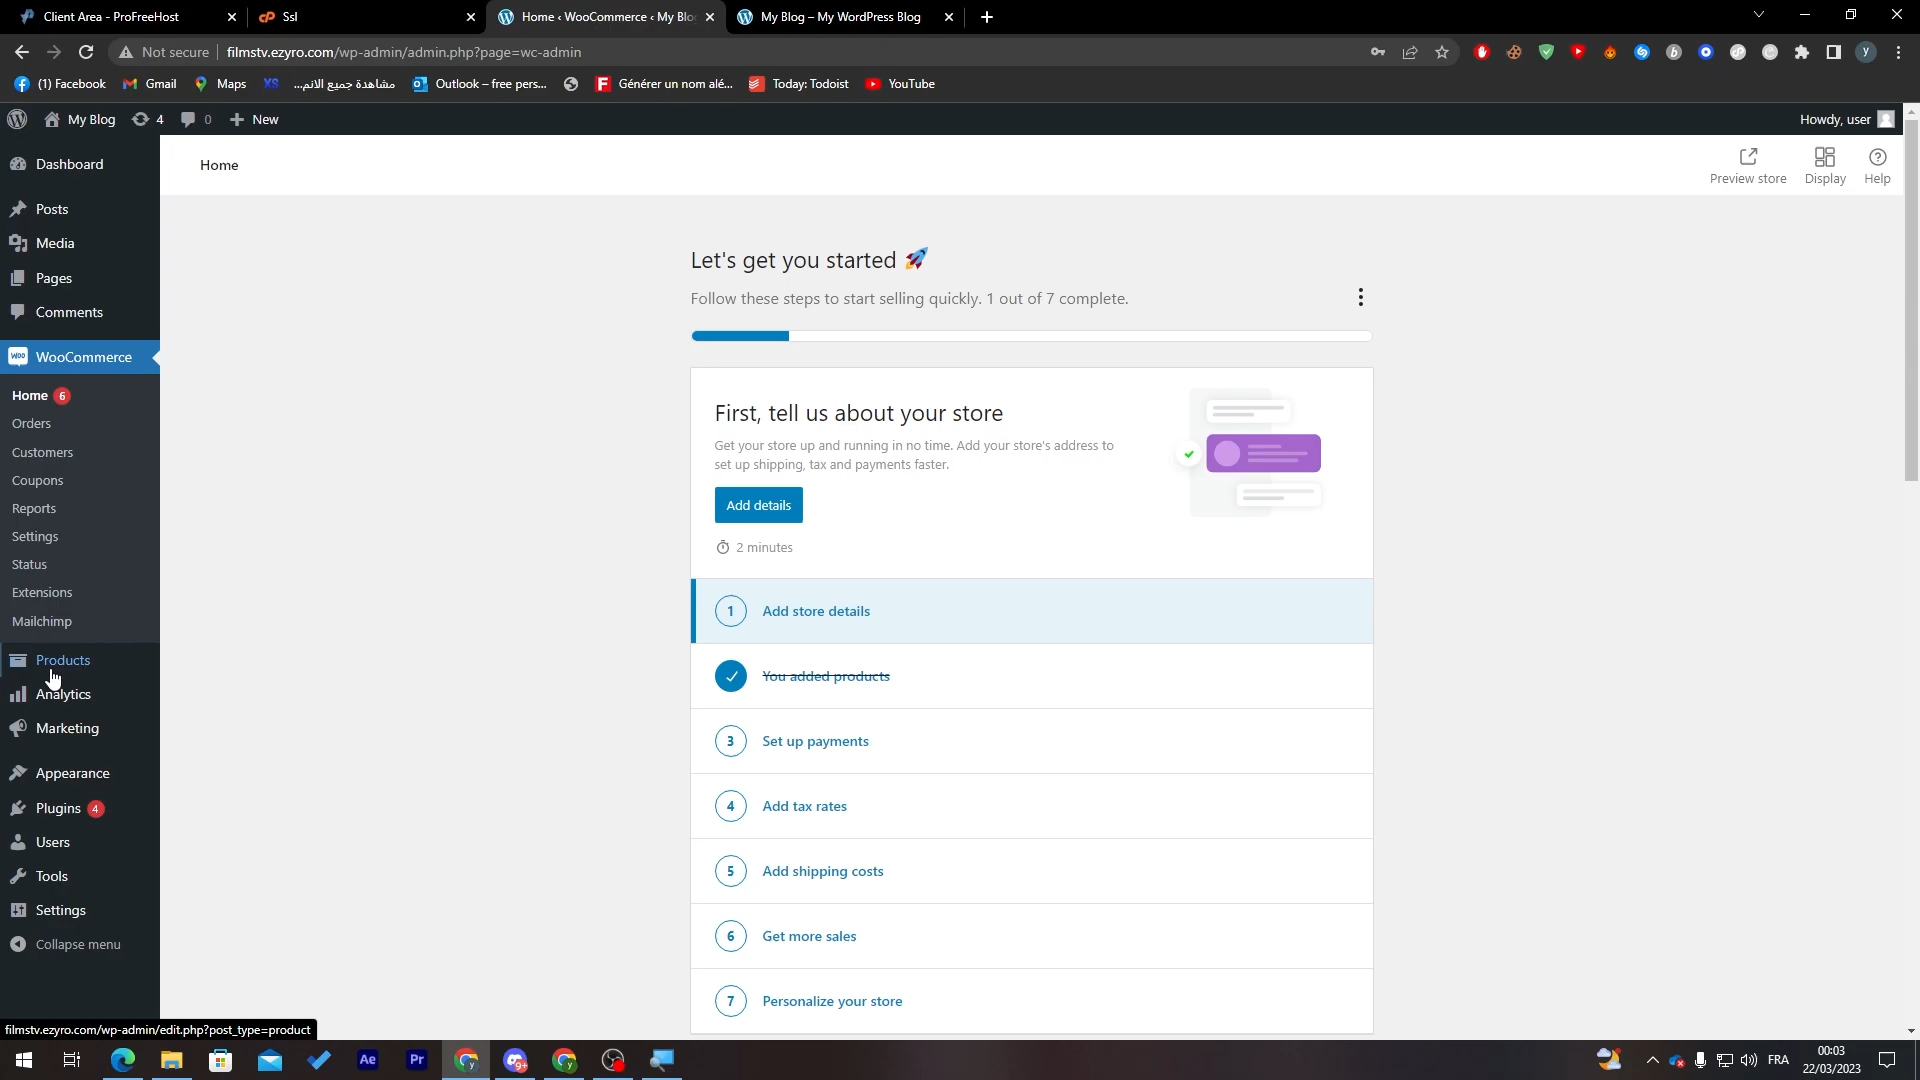 Client Area - ProFreeHost
Ssl
Home ‹ WooCommerce ‹ My Blo
My Blog – My WordPress Blog
Not secure
filmstv.ezyro.com/wp-admin/admin.php?page=wc-admin
(1) Facebook
Gmail
Maps
XS
مشاهدة جميع الانم...
Outlook – free pers...
Générer un nom alé...
Today: Todoist
YouTube
My Blog
4
0
New
Howdy, user
Dashboard
Posts
Media
Pages
Comments
WooCommerce
Home 6
Orders
Customers
Coupons
Reports
Settings
Status
Extensions
Mailchimp
Products
Analytics
Marketing
Appearance
Plugins 4
Users
Tools
Settings
Collapse menu
Home
Preview store
Display
Help
Let's get you started 🚀
Follow these steps to start selling quickly. 1 out of 7 complete.
First, tell us about your store
Get your store up and running in no time. Add your store's address to
set up shipping, tax and payments faster.
Add details
2 minutes
1 Add store details
You added products
3 Set up payments
4 Add tax rates
5 Add shipping costs
6 Get more sales
7 Personalize your store
filmstv.ezyro.com/wp-admin/edit.php?post_type=product
Ae
Pr
9+
FRA
00:03
22/03/2023